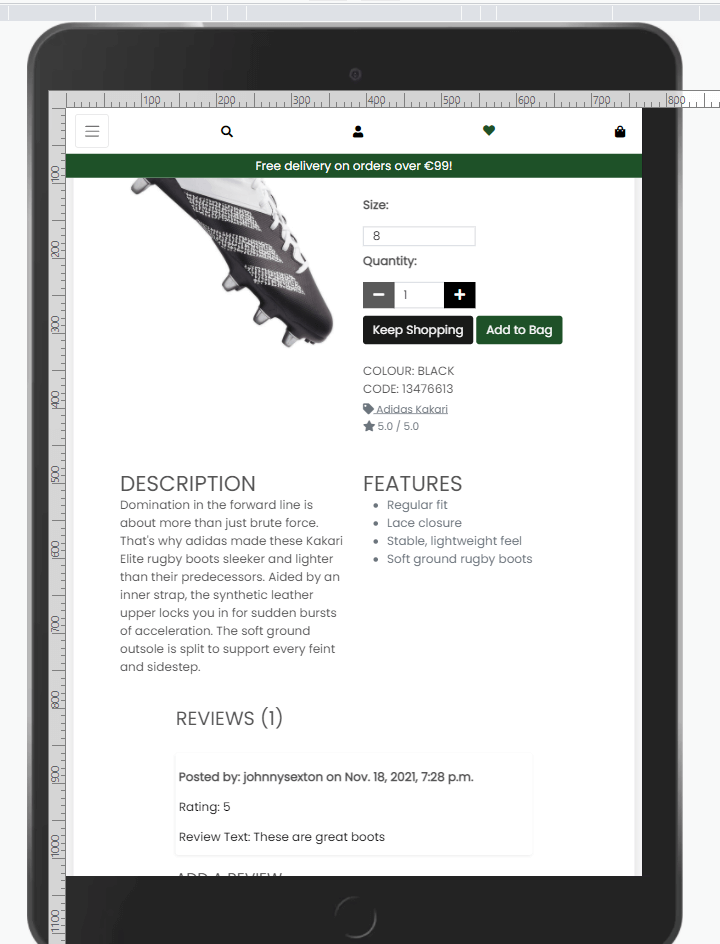 100 200 300 400 500 600 700 800
Free delivery on orders over €99!
100
200
300
400
500
600
700
800
900
1000
1100
Size:
8
Quantity:
1
Keep Shopping Add to Bag
COLOUR: BLACK
CODE: 13476613
Adidas Kakari
5.0 / 5.0
DESCRIPTION
Domination in the forward line is
about more than just brute force.
That's why adidas made these Kakari
Elite rugby boots sleeker and lighter
than their predecessors. Aided by an
inner strap, the synthetic leather
upper locks you in for sudden bursts
of acceleration. The soft ground
outsole is split to support every feint
and sidestep.
FEATURES
Regular fit
Lace closure
Stable, lightweight feel
Soft ground rugby boots
REVIEWS (1)
Posted by: johnnysexton on Nov. 18, 2021, 7:28 p.m.
Rating: 5
Review Text: These are great boots
ADD A REVIEW